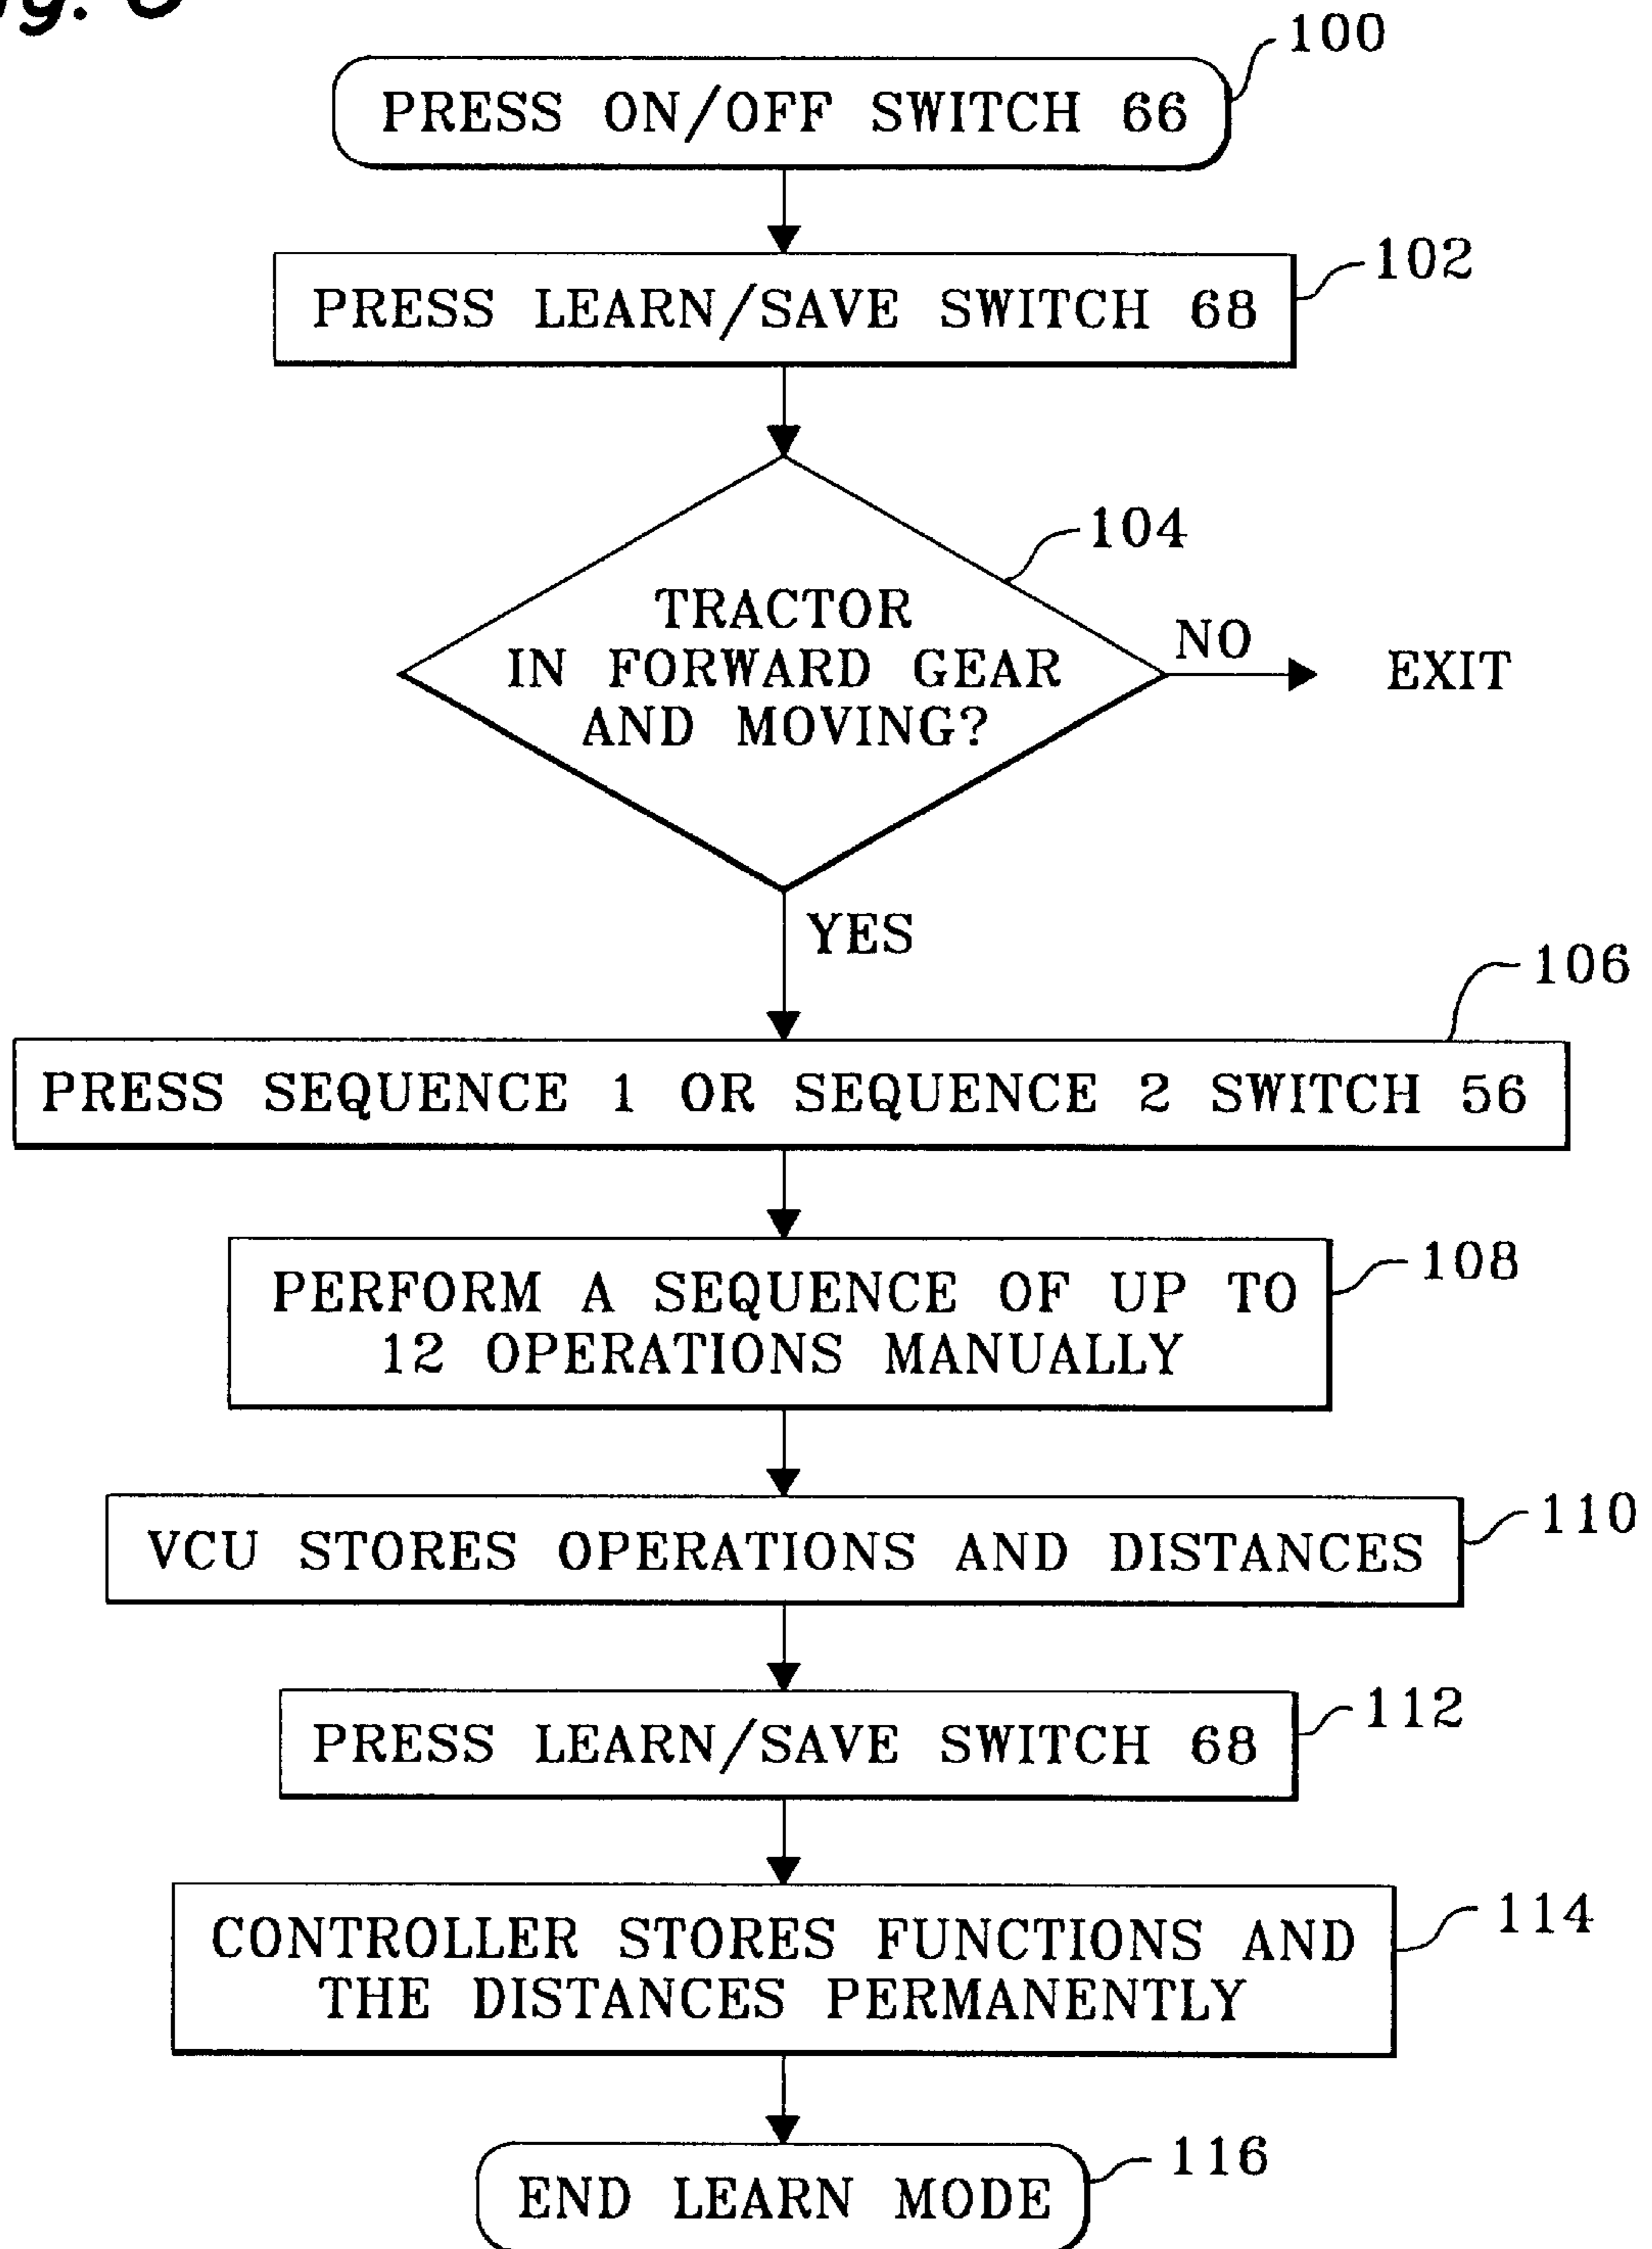 100
PRESS ON/OFF SWITCH 66
102
PRESS LEARN/SAVE SWITCH 68
104
TRACTOR
IN FORWARD GEAR
AND MOVING?
NO
EXIT
YES
106
PRESS SEQUENCE 1 OR SEQUENCE 2 SWITCH 56
108
PERFORM A SEQUENCE OF UP TO
12 OPERATIONS MANUALLY
110
VCU STORES OPERATIONS AND DISTANCES
112
PRESS LEARN/SAVE SWITCH 68
114
CONTROLLER STORES FUNCTIONS AND
THE DISTANCES PERMANENTLY
116
END LEARN MODE